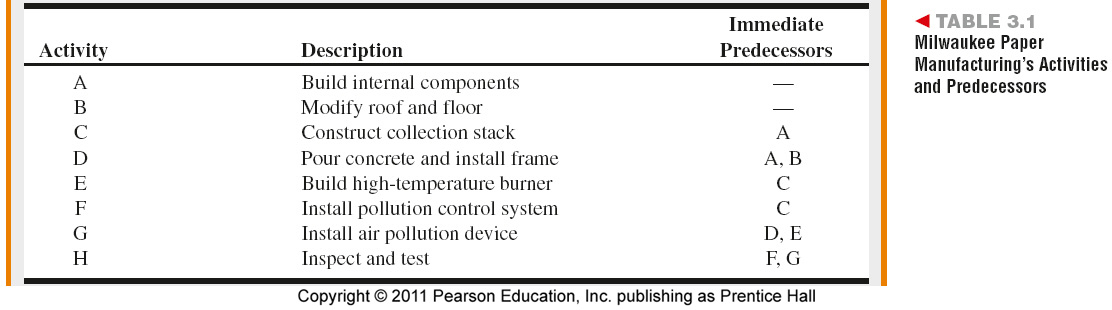 Immediate
Activity Description Predecessors
A Build internal components —
B Modify roof and floor —
C Construct collection stack A
D Pour concrete and install frame A, B
E Build high-temperature burner C
F Install pollution control system C
G Install air pollution device D, E
H Inspect and test F, G
◀ TABLE 3.1
Milwaukee Paper
Manufacturing's Activities
and Predecessors
Copyright © 2011 Pearson Education, Inc. publishing as Prentice Hall